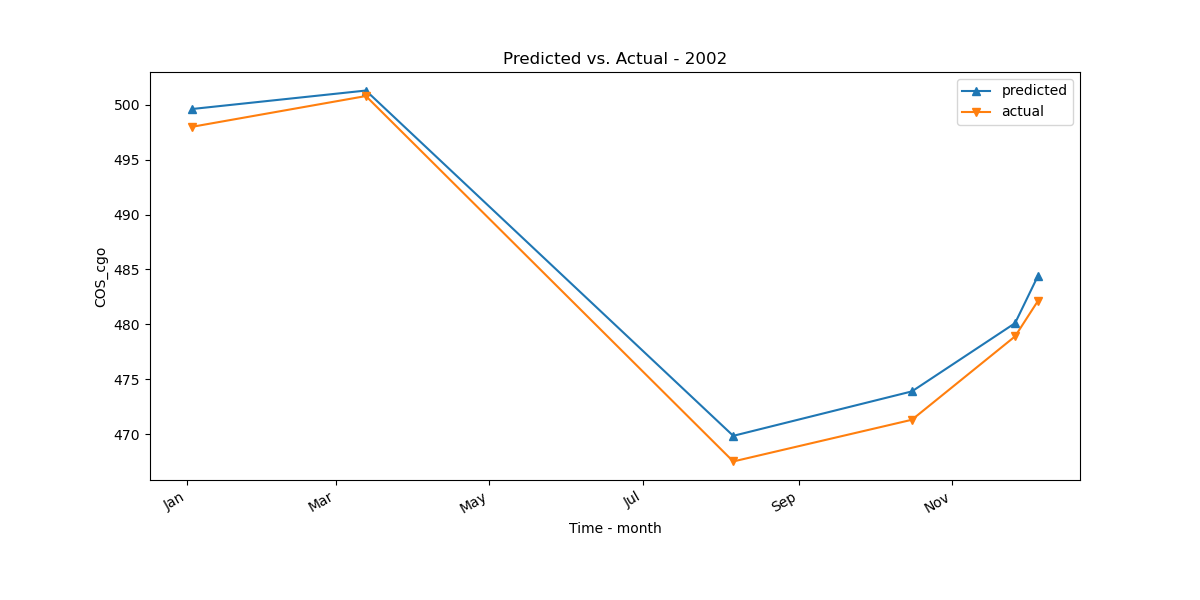 Predicted vs. Actual - 2002
predicted
actual
COS_cgo
500
495
490
485
480
475
470
Jan
Mar
May
Jul
Sep
Nov
Time - month